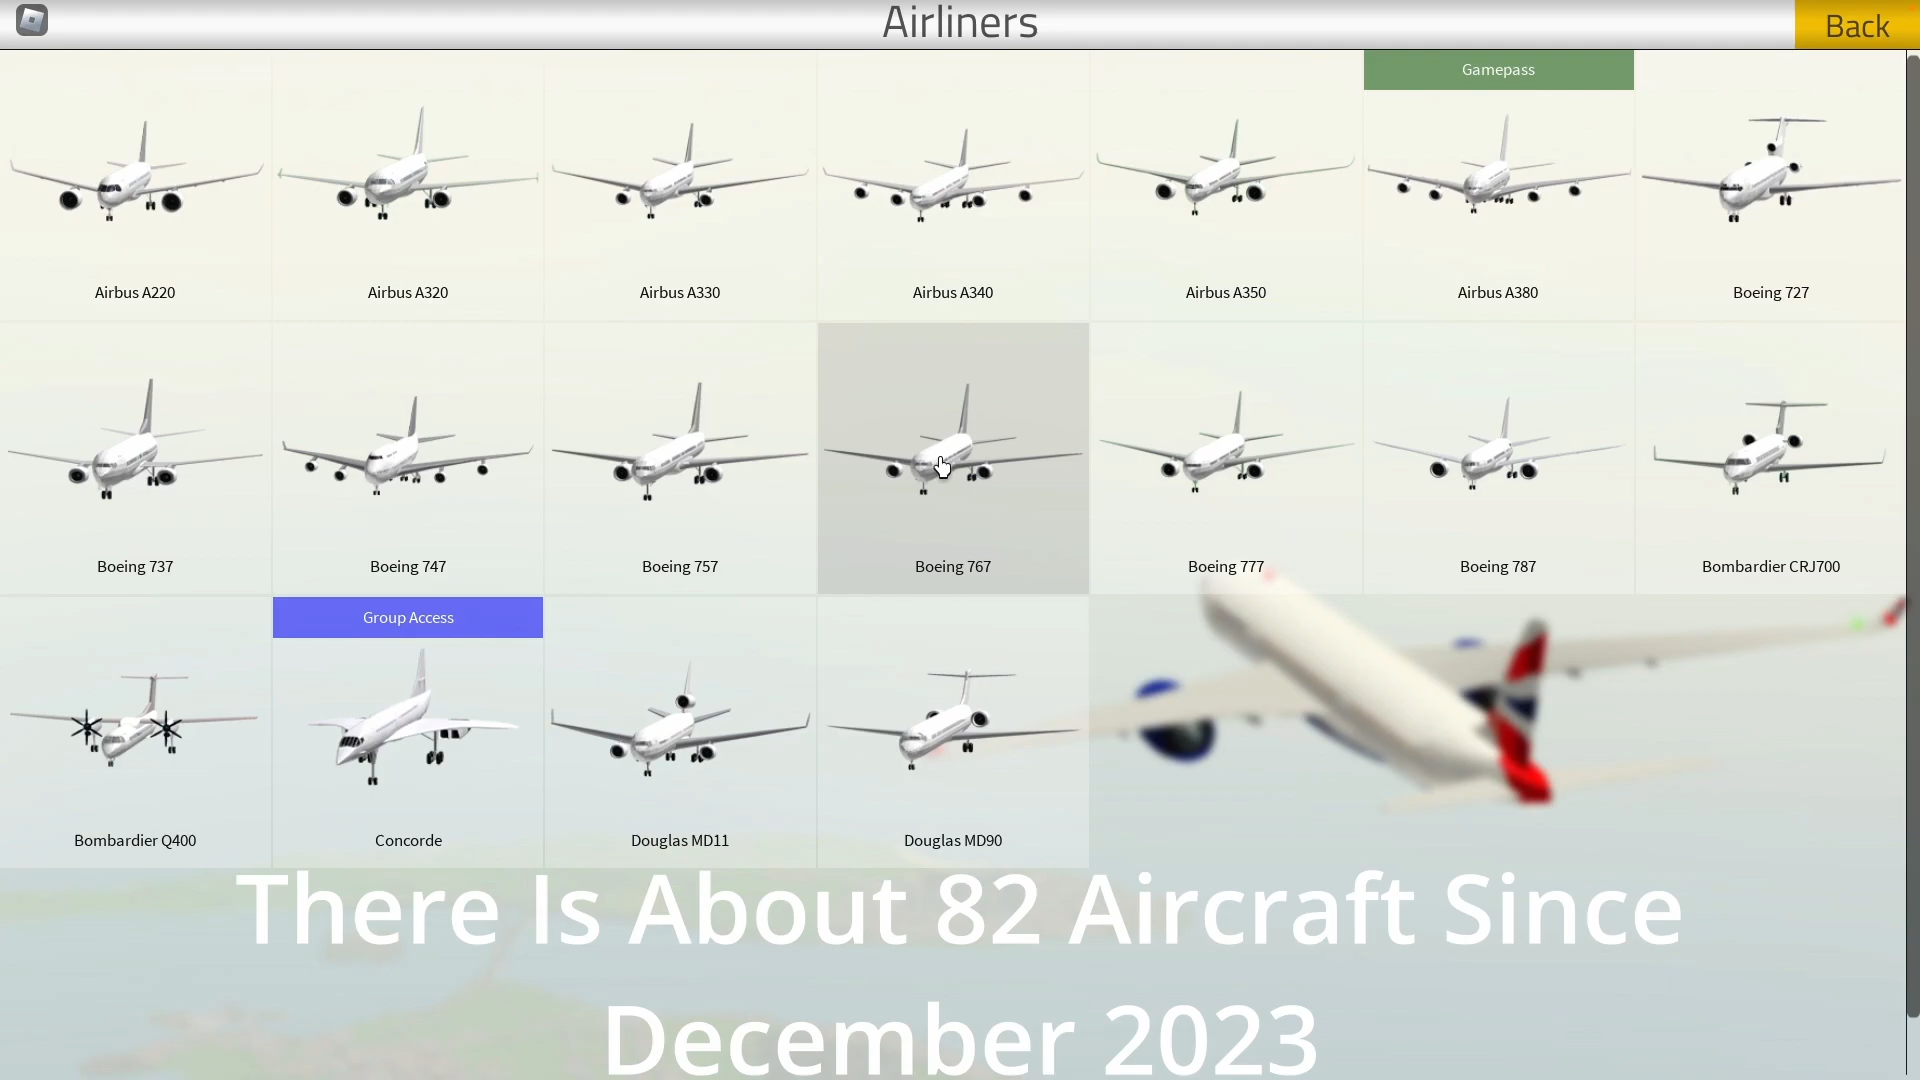 Airliners
Back
Gamepass
Airbus A220
Airbus A320
Airbus A330
Airbus A340
Airbus A350
Airbus A380
Boeing 727
Boeing 737
Boeing 747
Boeing 757
Boeing 767
Boeing 777
Boeing 787
Bombardier CRJ700
Group Access
Bombardier Q400
Concorde
Douglas MD11
Douglas MD90
There Is About 82 Aircraft Since
December 2023